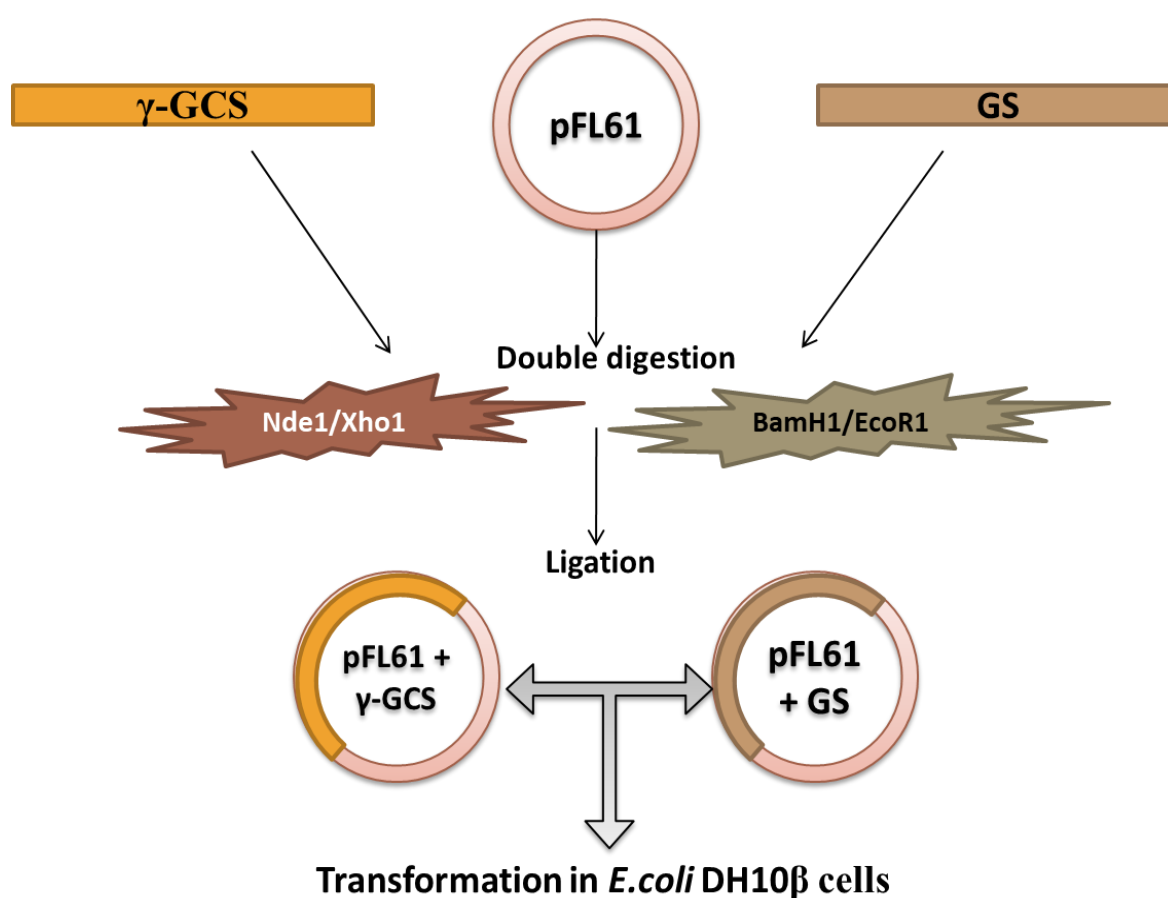 γ-GCS
pFL61
GS
Double digestion
Nde1/Xho1
BamH1/EcoR1
Ligation
pFL61 +
γ-GCS
pFL61
+ GS
Transformation in E.coli DH10β cells